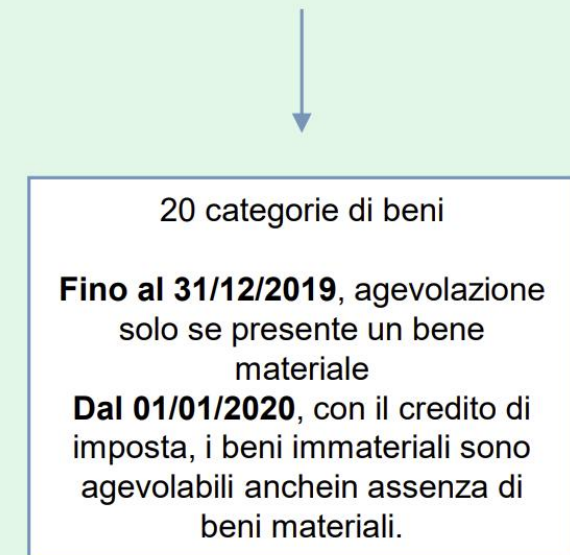 20 categorie di beni
Fino al 31/12/2019, agevolazione
solo se presente un bene
materiale
Dal 01/01/2020, con il credito di
imposta, i beni immateriali sono
agevolabili anchein assenza di
beni materiali.